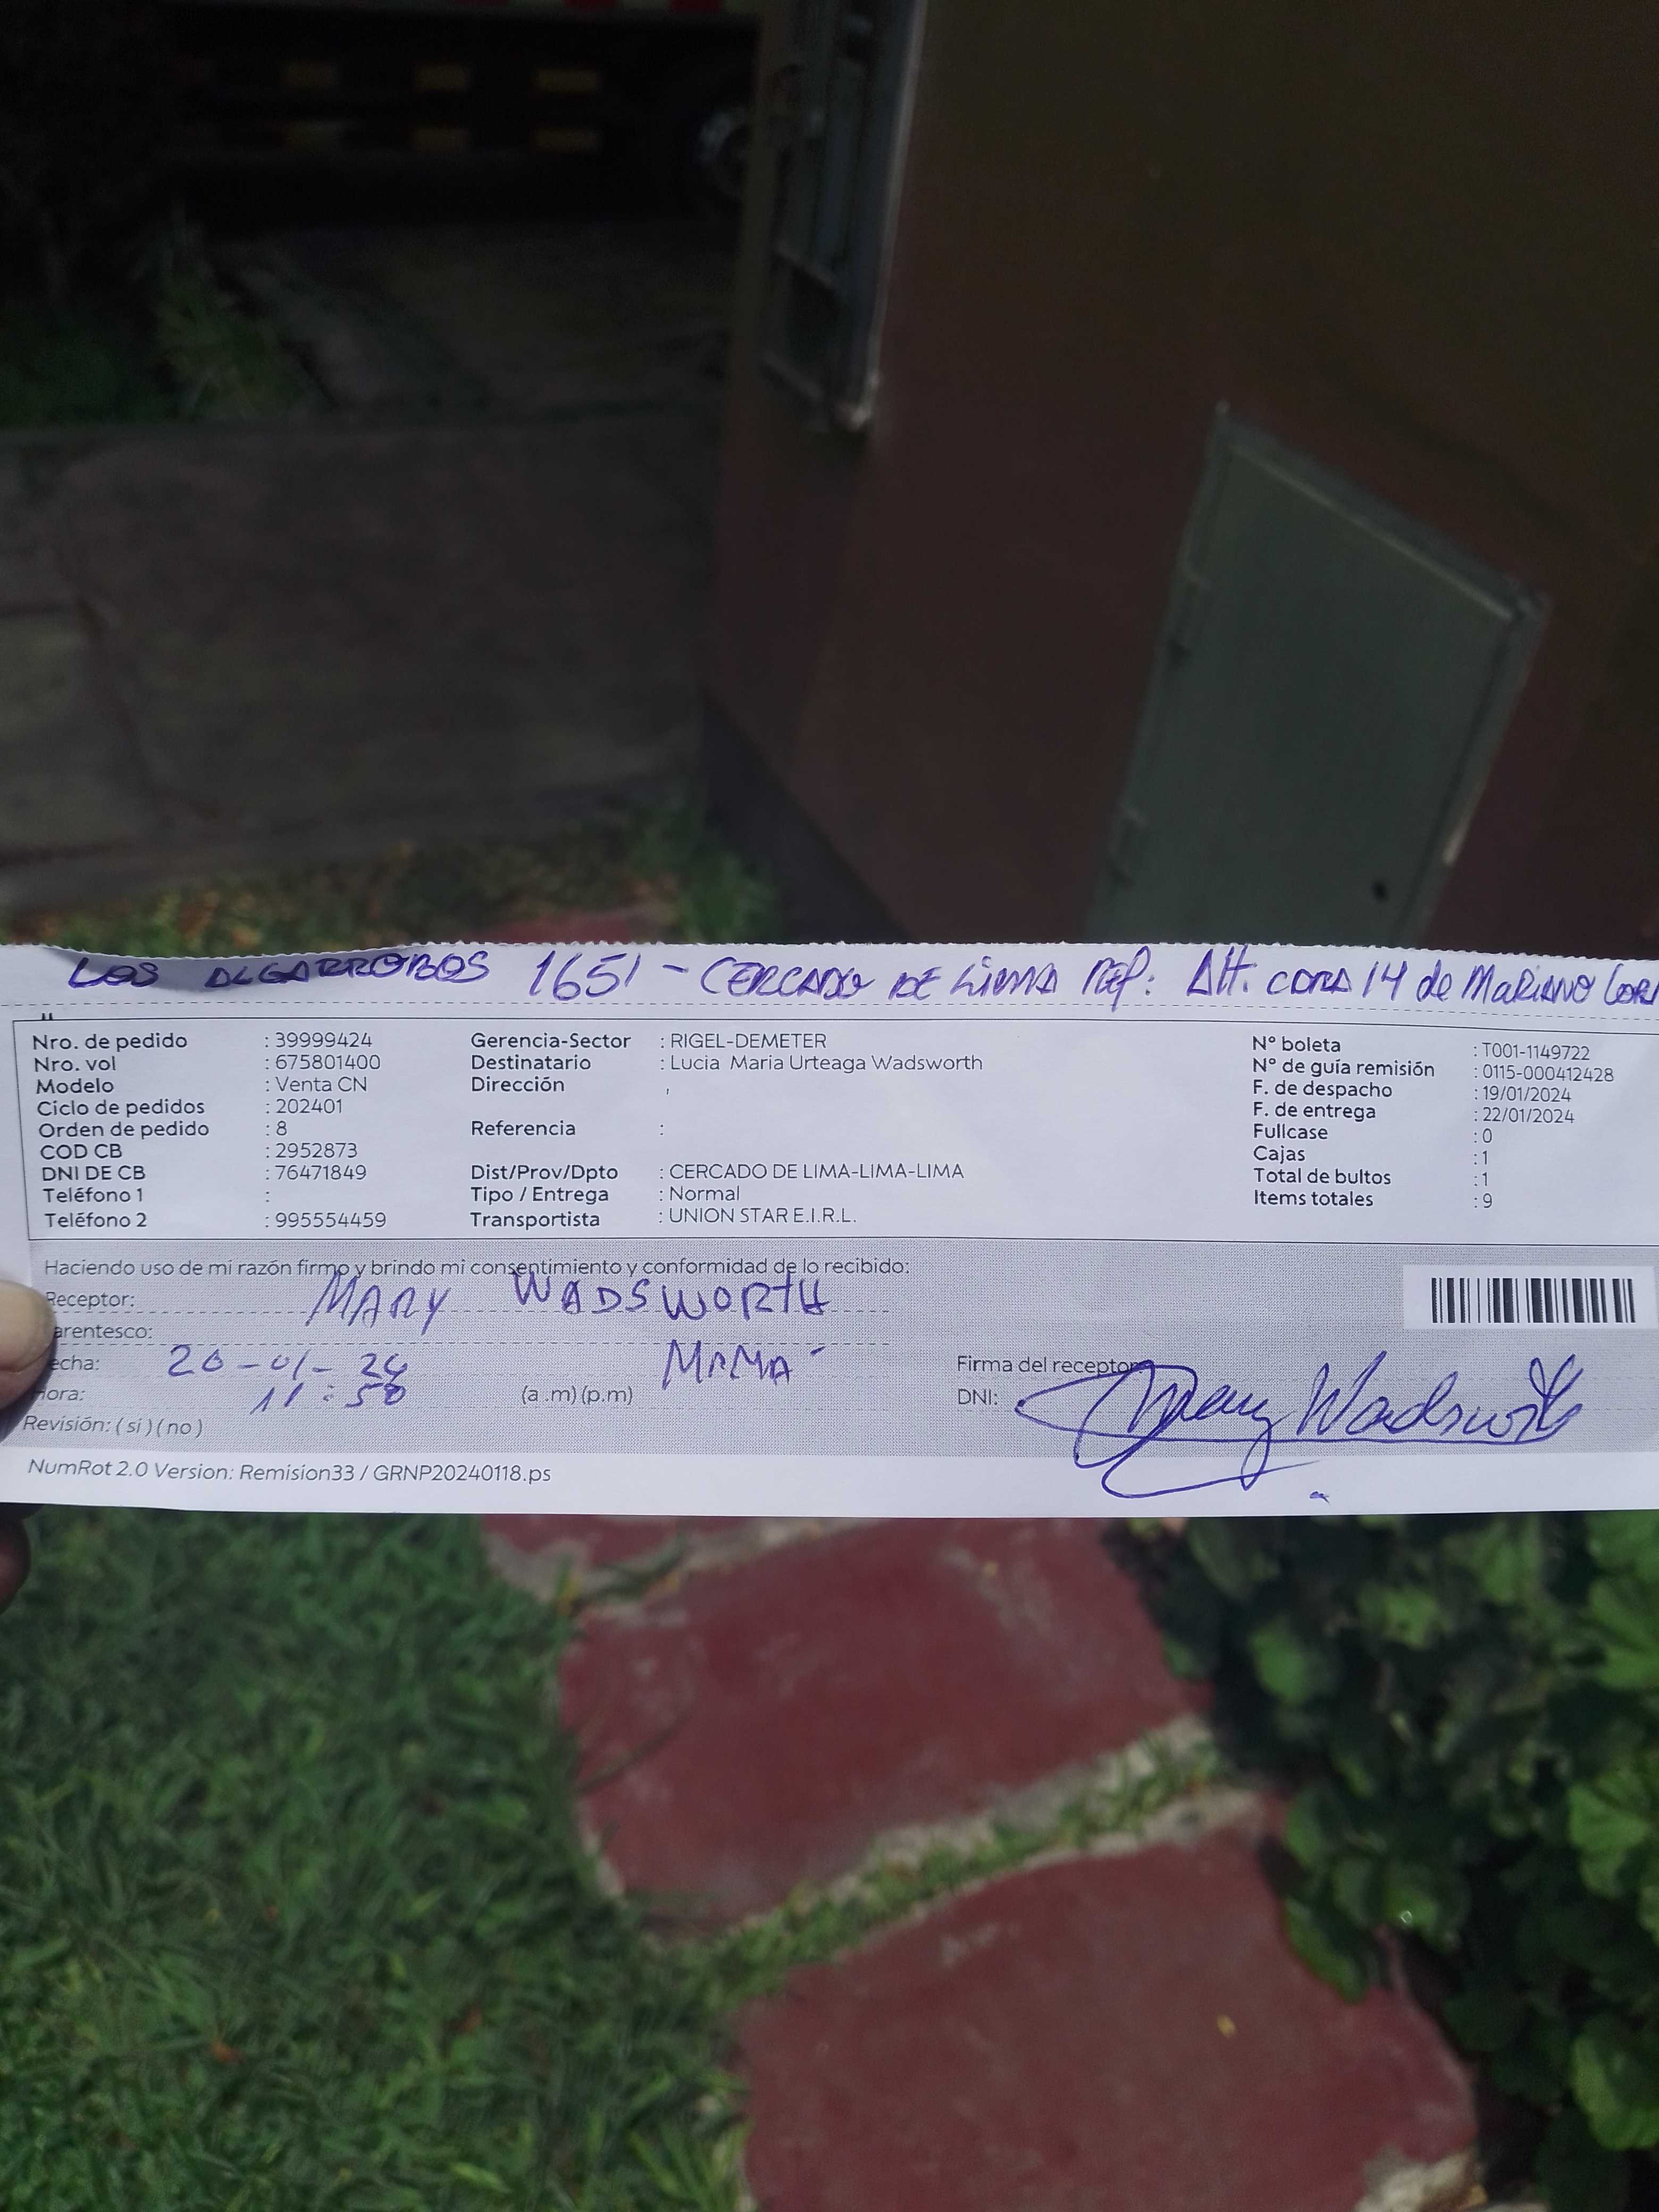 LOS ALGARROBOS 1651 - CERCADO DE LIMA REF: Alt. CDRA 14 de MARIANO CORN
Nro. de pedido : 39999424 Gerencia-Sector : RIGEL-DEMETER N° boleta : T001-1149722
Nro. vol : 675801400 Destinatario : Lucia Maria Urteaga Wadsworth N° de guía remisión : 0115-000412428
Modelo : Venta CN Dirección , F. de despacho : 19/01/2024
Ciclo de pedidos : 202401 F. de entrega : 22/01/2024
Orden de pedido : 8 Referencia : Fullcase : 0
COD CB : 2952873 Cajas : 1
DNI DE CB : 76471849 Dist/Prov/Dpto : CERCADO DE LIMA-LIMA-LIMA Total de bultos : 1
Teléfono 1 : Tipo / Entrega : Normal Items totales : 9
Teléfono 2 : 995554459 Transportista : UNION STAR E.I.R.L.
Haciendo uso de mi razón firmo y brindo mi consentimiento y conformidad de lo recibido:
Receptor: MARY WADSWORTH
arentesco: MAMÁ
echa: 20-01-24 Firma del receptor
ora: 11:50 (a.m) (p.m) DNI: Mary Wadsworth
Revisión: ( si ) ( no )
NumRot 2.0 Version: Remision33 / GRNP20240118.ps